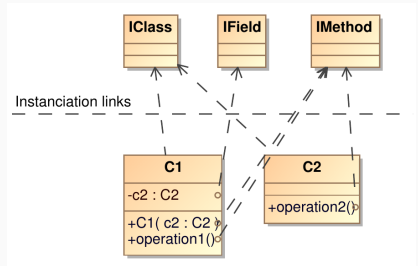 IClass IField IMethod
Instanciation links
C1 C2
-c2 : C2
+operation2()
+C1( c2 : C2 )
+operation1()